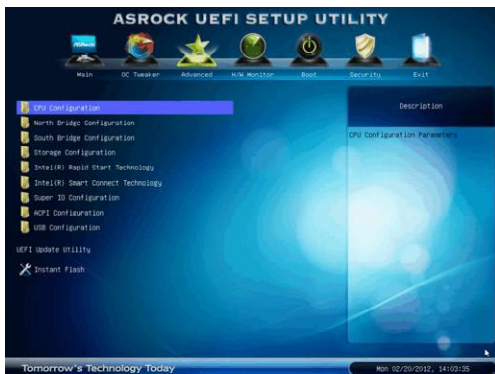 ASROCK UEFI SETUP UTILITY
ASRock
Main OC Tweaker Advanced H/W Monitor Boot Security Exit
CPU Configuration
North Bridge Configuration
South Bridge Configuration
Storage Configuration
Intel(R) Rapid Start Technology
Intel(R) Smart Connect Technology
Super IO Configuration
ACPI Configuration
USB Configuration
UEFI Update Utility
Instant Flash
Description
CPU Configuration Parameters
Tomorrow's Technology Today
Mon 02/20/2012, 14:03:35